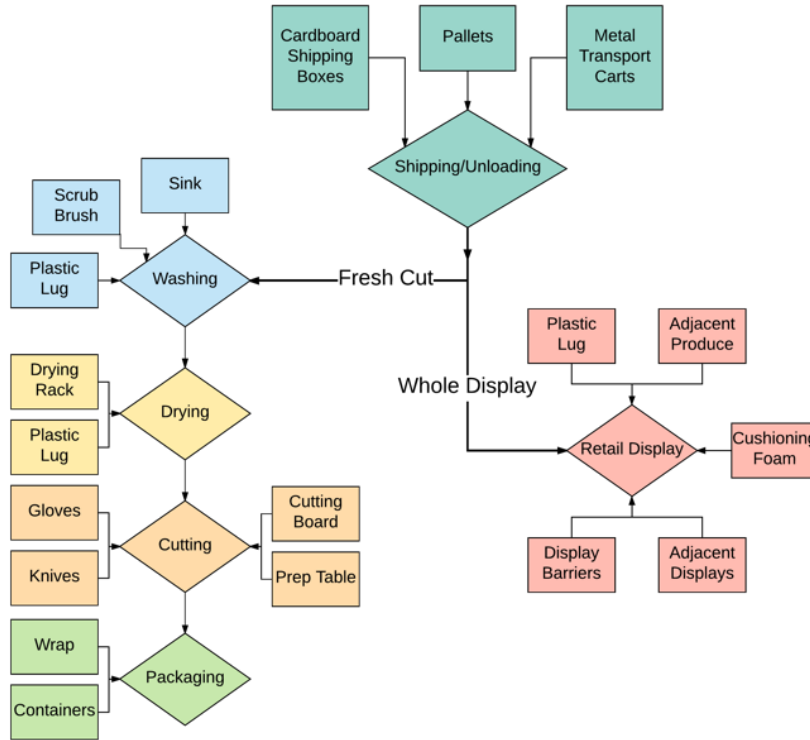 Cardboard
Shipping
Boxes
Pallets
Metal
Transport
Carts
Shipping/Unloading
Sink
Scrub
Brush
Plastic
Lug
Washing
Fresh Cut
Whole Display
Drying
Rack
Plastic
Lug
Drying
Gloves
Knives
Cutting
Cutting
Board
Prep Table
Wrap
Containers
Packaging
Plastic
Lug
Adjacent
Produce
Retail Display
Cushioning
Foam
Display
Barriers
Adjacent
Displays